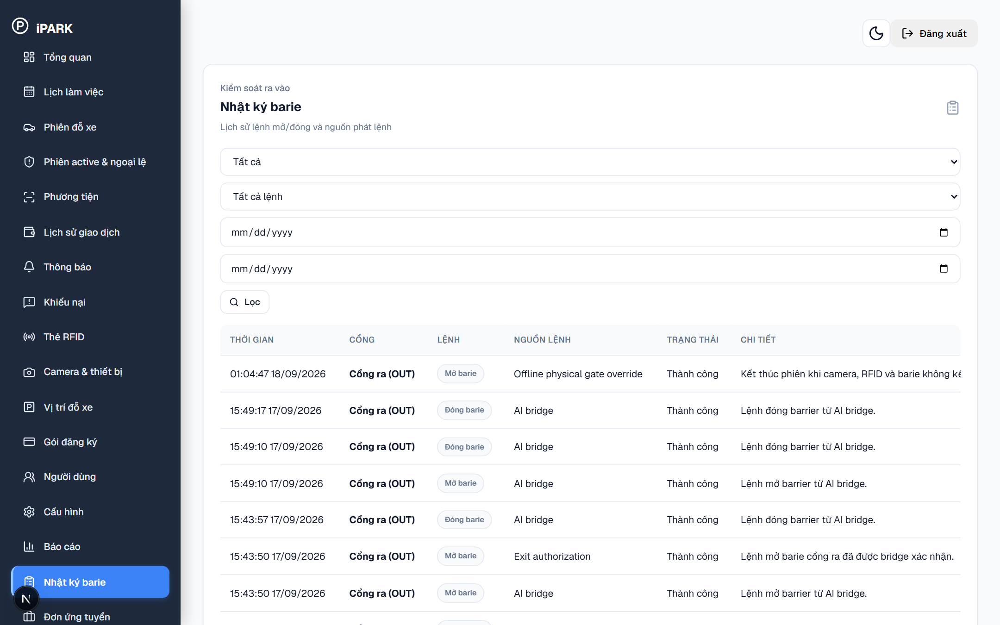 iPARK
Tổng quan
Lịch làm việc
Phiên đỗ xe
Phiên active & ngoại lệ
Phương tiện
Lịch sử giao dịch
Thông báo
Khiếu nại
Thẻ RFID
Camera & thiết bị
Vị trí đỗ xe
Gói đăng ký
Người dùng
Cấu hình
Báo cáo
Nhật ký barie
N
Đơn ứng tuyển
Đăng xuất
Kiểm soát ra vào
Nhật ký barie
Lịch sử lệnh mở/đóng và nguồn phát lệnh
Tất cả
Tất cả lệnh
mm/dd/yyyy
mm/dd/yyyy
Lọc
THỜI GIAN CỔNG LỆNH NGUỒN LỆNH TRẠNG THÁI CHI TIẾT
01:04:47 18/09/2026 Cổng ra (OUT) Mở barie Offline physical gate override Thành công Kết thúc phiên khi camera, RFID và barie không
15:49:17 17/09/2026 Cổng ra (OUT) Đóng barie AI bridge Thành công Lệnh đóng barrier từ AI bridge.
15:49:10 17/09/2026 Cổng ra (OUT) Đóng barie AI bridge Thành công Lệnh đóng barrier từ AI bridge.
15:49:10 17/09/2026 Cổng ra (OUT) Mở barie AI bridge Thành công Lệnh mở barrier từ AI bridge.
15:43:57 17/09/2026 Cổng ra (OUT) Đóng barie AI bridge Thành công Lệnh đóng barrier từ AI bridge.
15:43:50 17/09/2026 Cổng ra (OUT) Mở barie Exit authorization Thành công Lệnh mở barie cổng ra đã được bridge xác nhận.
15:43:50 17/09/2026 Cổng ra (OUT) Mở barie AI bridge Thành công Lệnh mở barrier từ AI bridge.